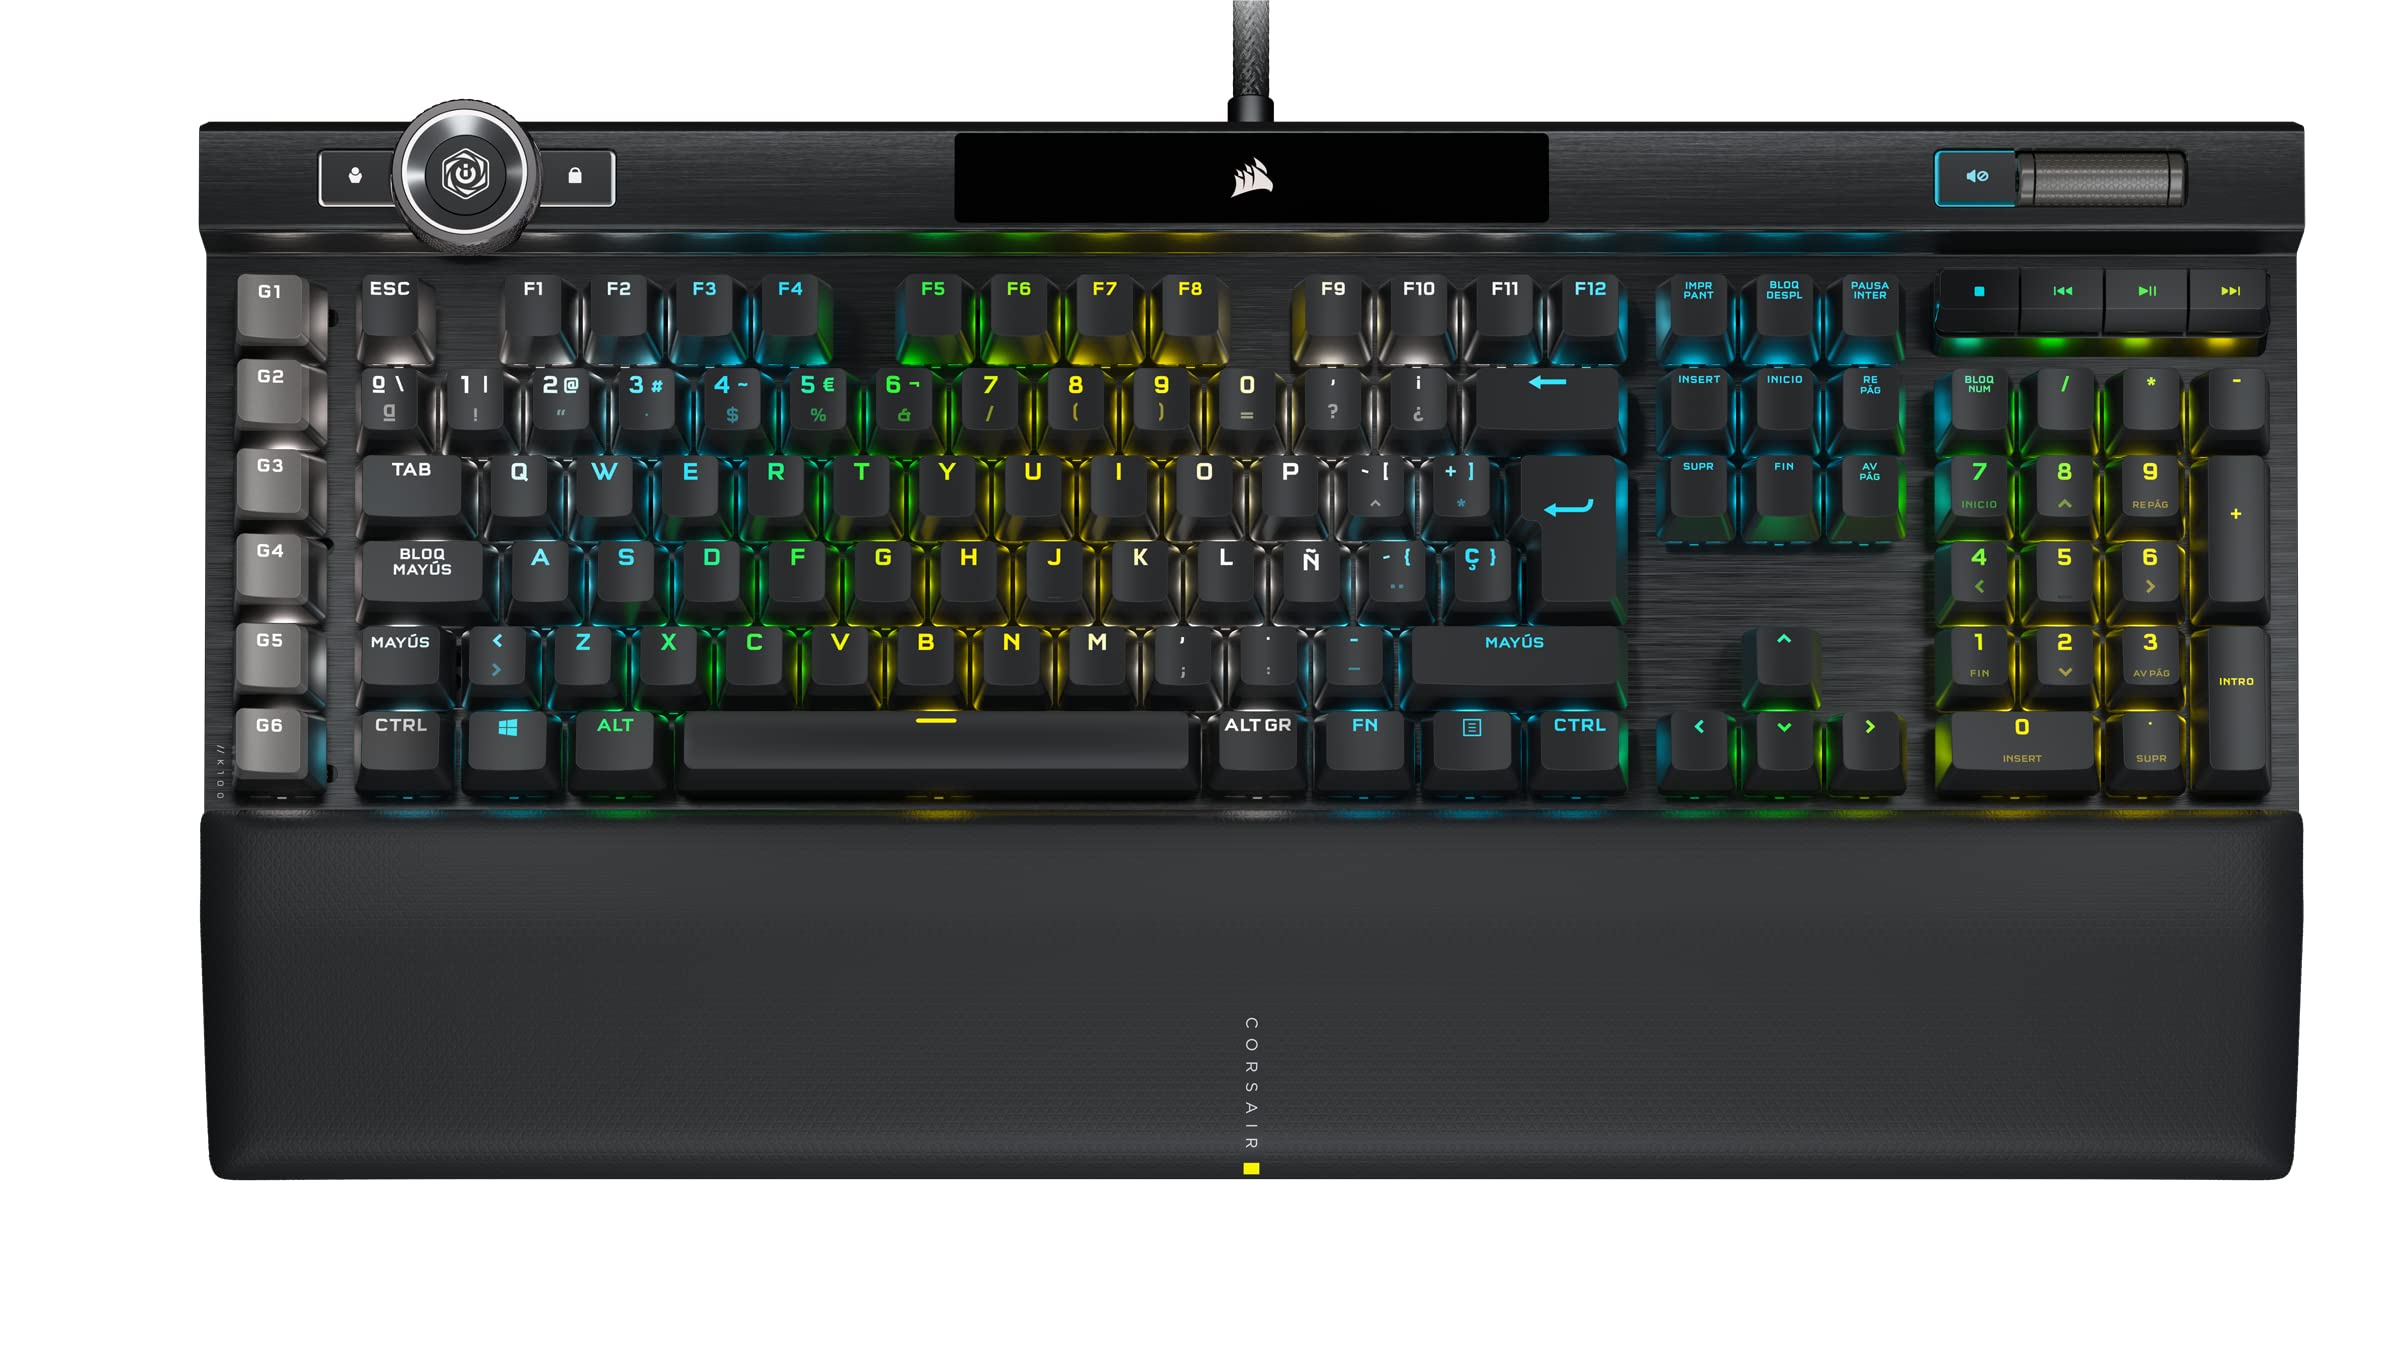 G1 ESC F1 F2 F3 F4 F5 F6 F7 F8 F9 F10 F11 F12
IMPR
PANT
BLOQ
DESPL
PAUSA
INTER
G2
º \ 1 | 2 @ 3 # 4 ~ 5 € 6 ¬ 7 8 9 0 ' ¡
ª ! " · $ % & / ( ) = ? ¿
INSERT INICIO
RE
PÁG
BLOQ
NUM
/ * -
G3 TAB Q W E R T Y U I O P ` [ + ]
^ *
SUPR FIN
AV
PÁG
7 8 9 +
INICIO RE PÁG
G4
BLOQ
MAYÚS
A S D F G H J K L Ñ ´ { Ç }
¨
4 5 6
G5 MAYÚS < Z X C V B N M , . - MAYÚS
> ; : _
1 2 3
FIN AV PÁG
INTRO
G6 CTRL ALT ALT GR FN CTRL
0 .
INSERT SUPR
//K100
CORSAIR